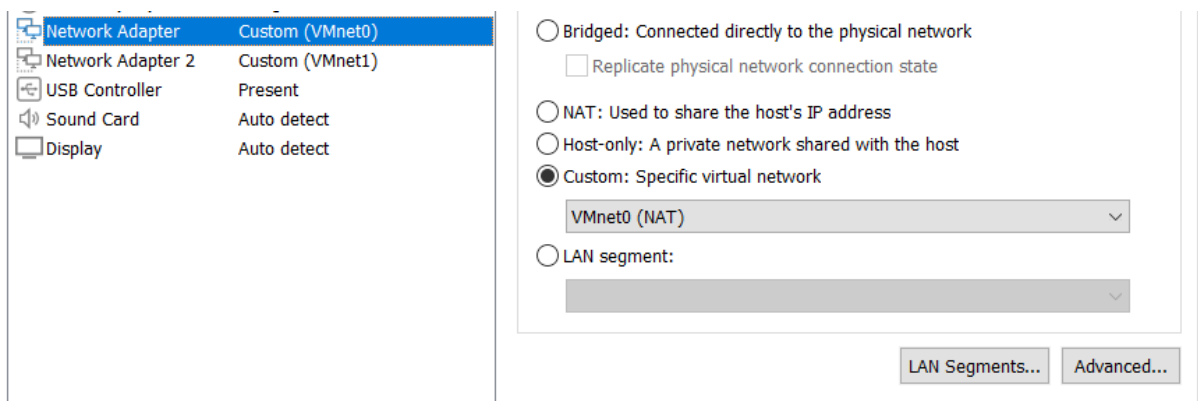 Network Adapter Custom (VMnet0)
Network Adapter 2 Custom (VMnet1)
USB Controller Present
Sound Card Auto detect
Display Auto detect
Bridged: Connected directly to the physical network
Replicate physical network connection state
NAT: Used to share the host's IP address
Host-only: A private network shared with the host
Custom: Specific virtual network
VMnet0 (NAT)
LAN segment:
LAN Segments... Advanced...